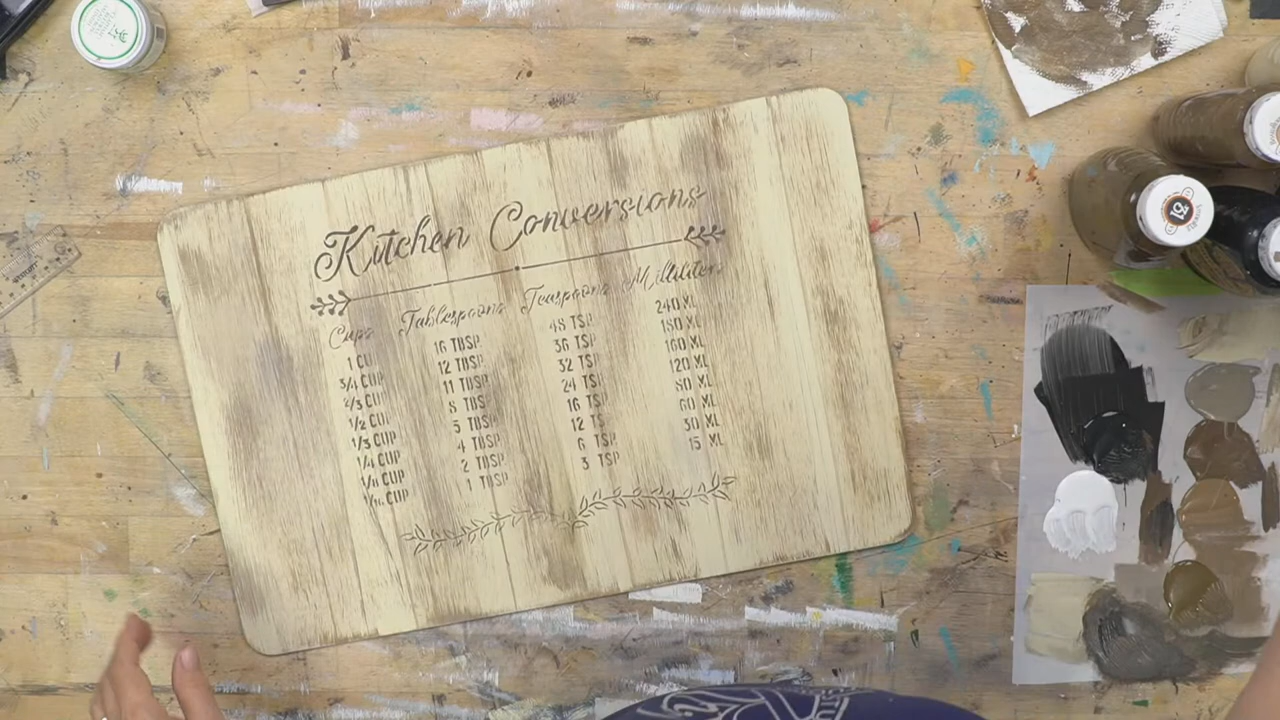 Kitchen Conversions
Cups Tablespoons Teaspoons Milliliters
1 CUP 16 TBSP 48 TSP 240 ML
3/4 CUP 12 TBSP 36 TSP 180 ML
2/3 CUP 11 TBSP 32 TSP 160 ML
1/2 CUP 8 TBSP 24 TSP 120 ML
1/3 CUP 5 TBSP 16 TSP 80 ML
1/4 CUP 4 TBSP 12 TSP 60 ML
1/8 CUP 2 TBSP 6 TSP 30 ML
1/16 CUP 1 TBSP 3 TSP 15 ML